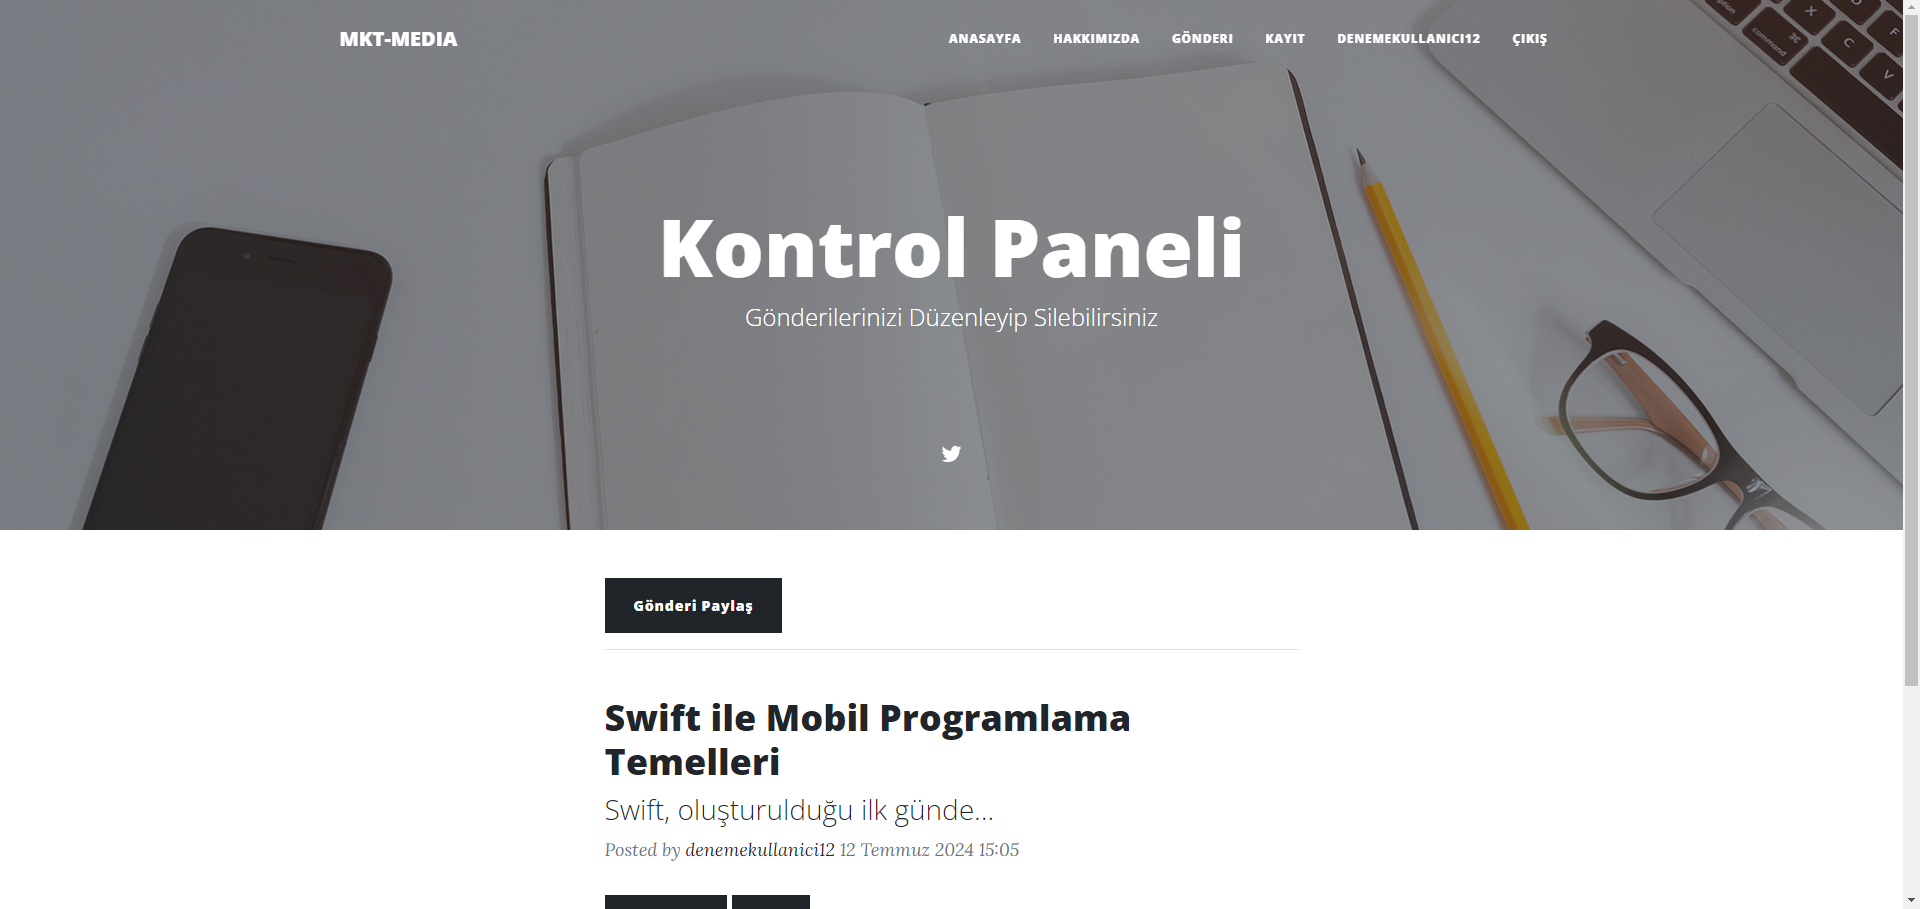 MKT-MEDIA
ANASAYFA HAKKIMIZDA GÖNDERI KAYIT DENEMEKULLANICI12 ÇIKIŞ
command
X
C
D
F
V
Kontrol Paneli
Gönderilerinizi Düzenleyip Silebilirsiniz
Gönderi Paylaş
Swift ile Mobil Programlama
Temelleri
Swift, oluşturulduğu ilk günde...
Posted by denemekullanici12 12 Temmuz 2024 15:05